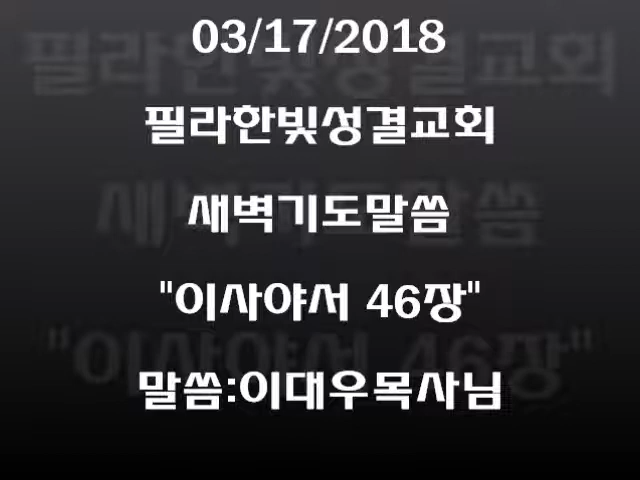 03/17/2018
필라한빛성결교회
새벽기도말씀
"이사야서 46장"
말씀:이대우목사님